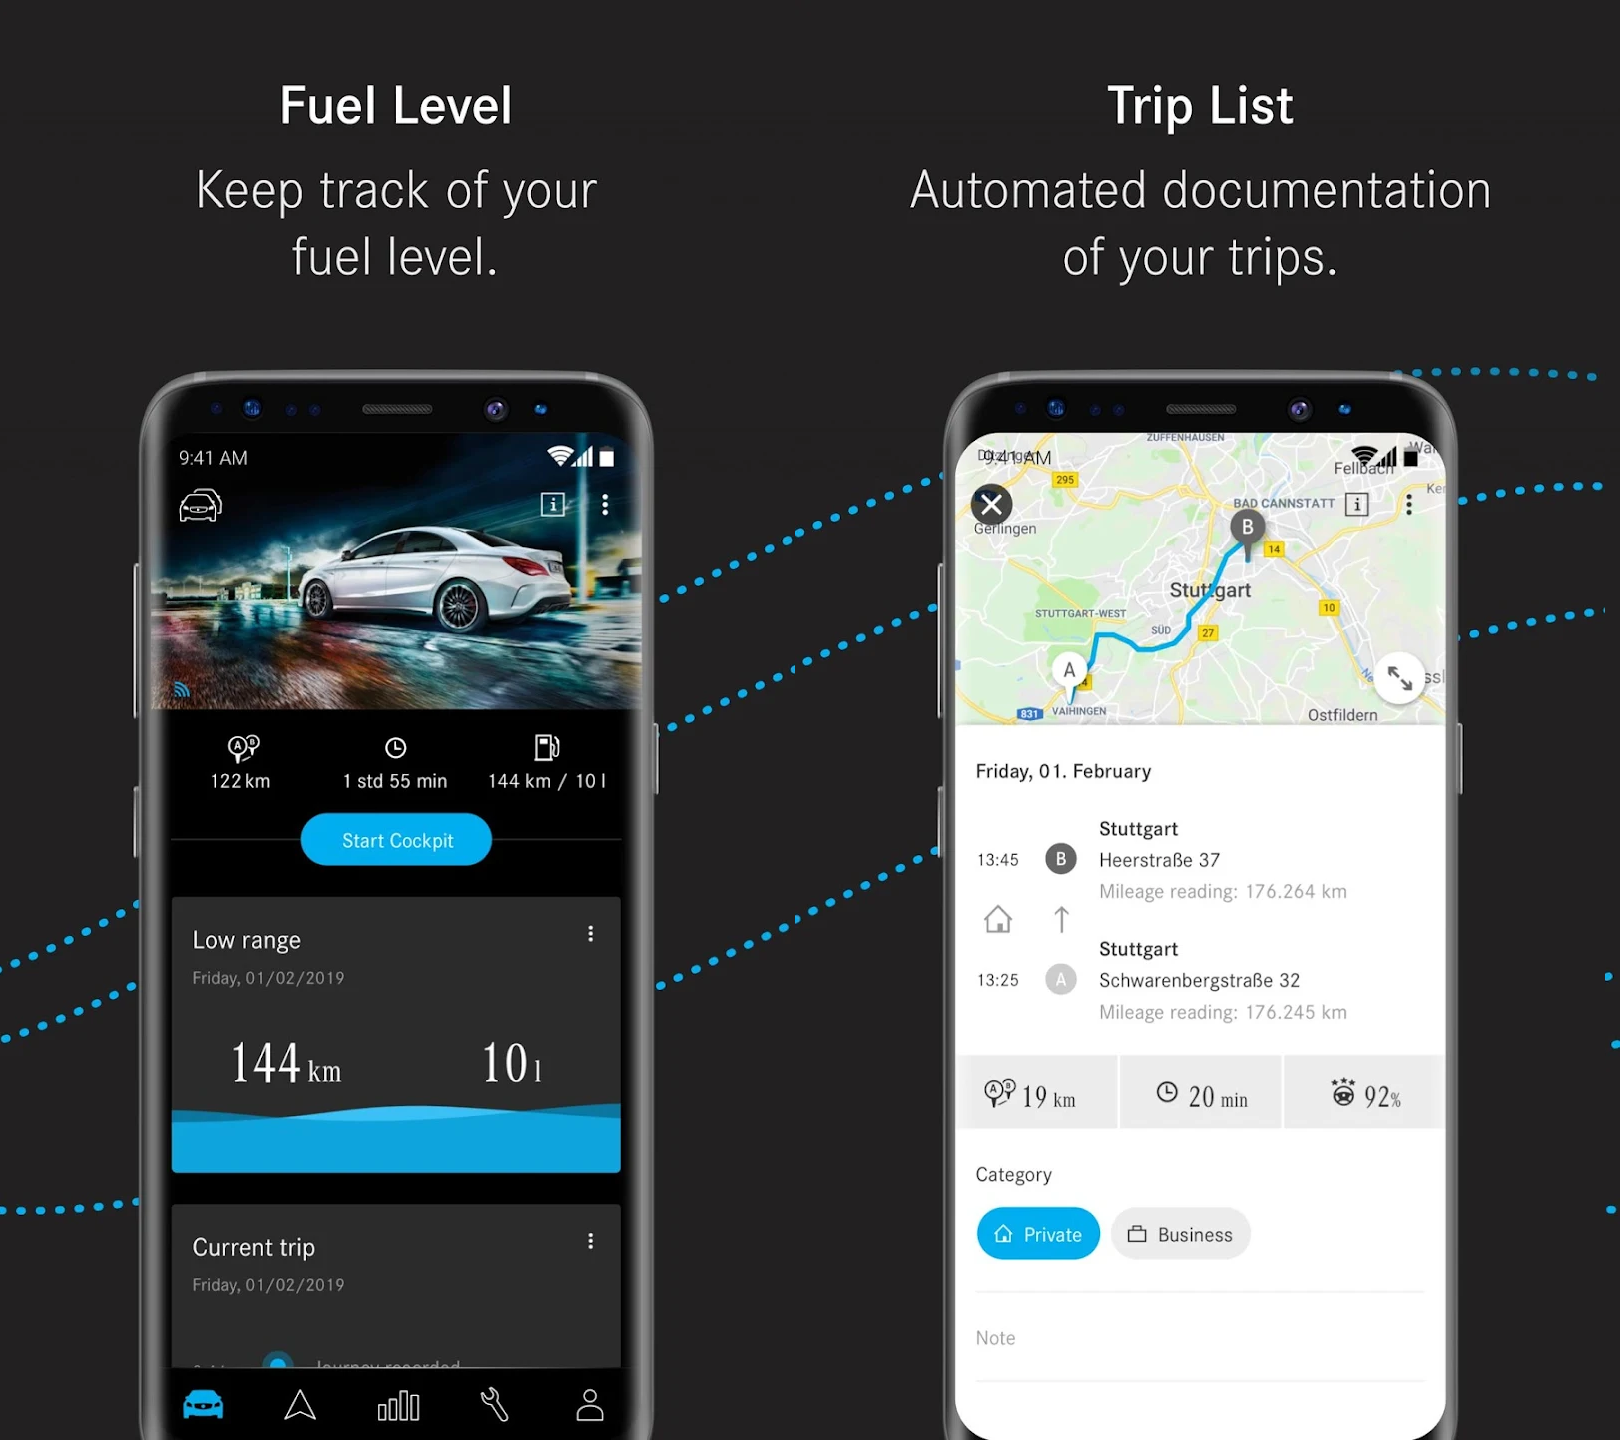 Fuel Level
Keep track of your
fuel level.
9:41 AM
122 km
1 std 55 min
144 km / 10 l
Start Cockpit
Low range
Friday, 01/02/2019
144 km
10 l
Current trip
Friday, 01/02/2019
Journey recorded
Trip List
Automated documentation
of your trips.
ZUFFENHAUSEN
9:41 AM
Ditzingen
Fellbach
295
BAD CANNSTATT
Gerlingen
B
14
Stuttgart
10
STUTTGART-WEST
SÜD
27
A
831
VAIHINGEN
Ostfildern
Friday, 01. February
Stuttgart
13:45 B Heerstraße 37
Mileage reading: 176.264 km
Stuttgart
13:25 A Schwarenbergstraße 32
Mileage reading: 176.245 km
A B 19 km
20 min
92%
Category
Private
Business
Note